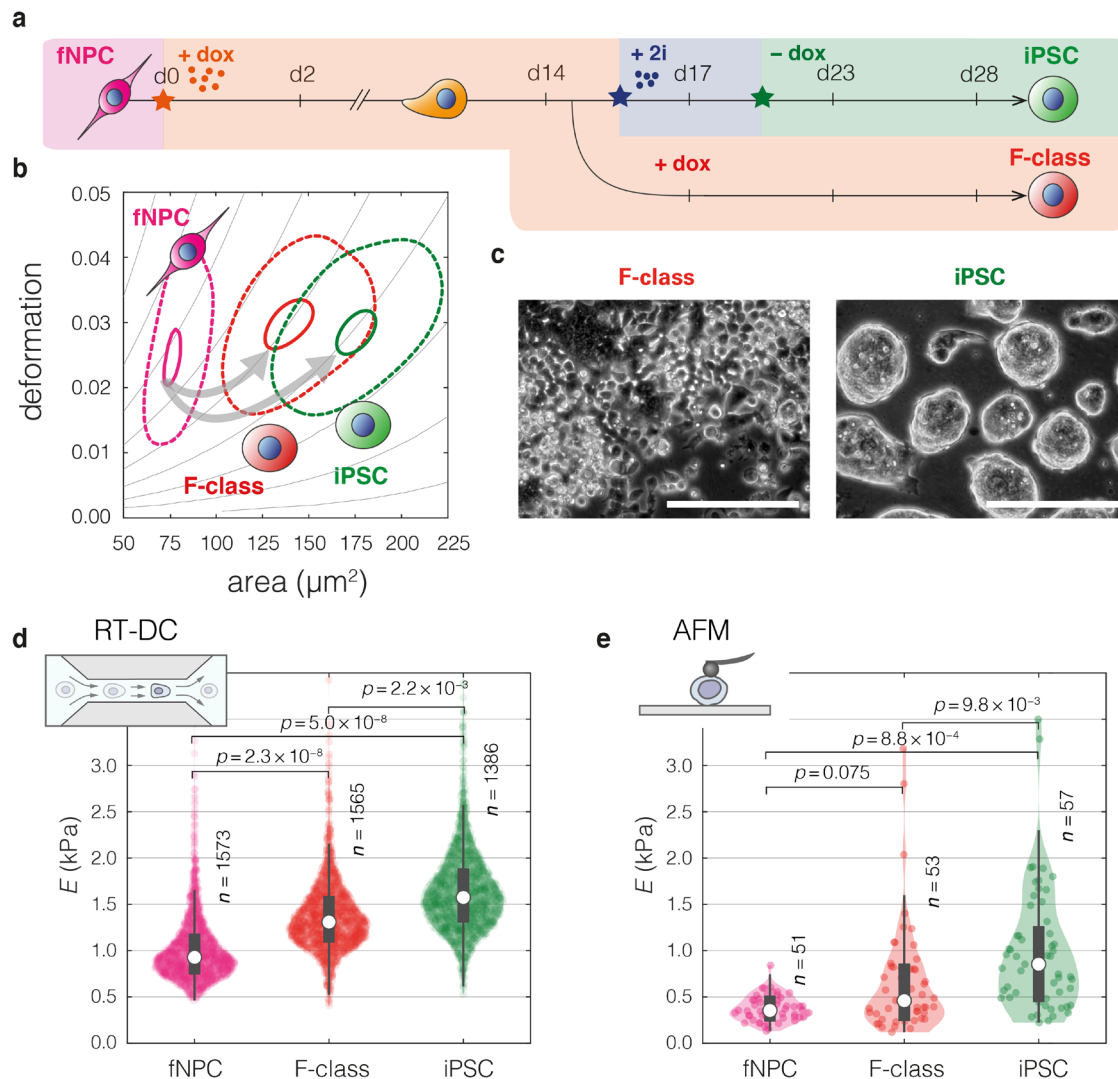 a
fNPC
+ dox
+ 2i
– dox
iPSC
d0
d2
d14
d17
d23
d28
+ dox
F-class
b
0.05
0.04
0.03
0.02
0.01
0.00
deformation
fNPC
F-class
iPSC
50
75
100
125
150
175
200
225
area (µm²)
c
F-class
iPSC
d
RT-DC
p = 2.2 × 10⁻³
p = 5.0 × 10⁻⁸
p = 2.3 × 10⁻⁸
n = 1573
n = 1565
n = 1386
3.0
2.5
2.0
1.5
1.0
0.5
0.0
E (kPa)
fNPC
F-class
iPSC
e
AFM
p = 9.8 × 10⁻³
p = 8.8 × 10⁻⁴
p = 0.075
n = 51
n = 53
n = 57
3.0
2.5
2.0
1.5
1.0
0.5
0.0
E (kPa)
fNPC
F-class
iPSC